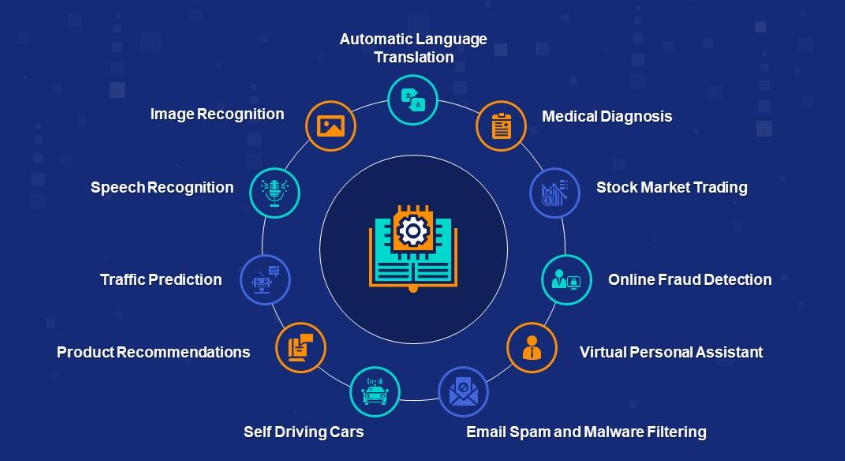 Automatic Language
Translation
Image Recognition
Medical Diagnosis
Speech Recognition
Stock Market Trading
Traffic Prediction
Online Fraud Detection
Product Recommendations
Virtual Personal Assistant
Self Driving Cars
Email Spam and Malware Filtering